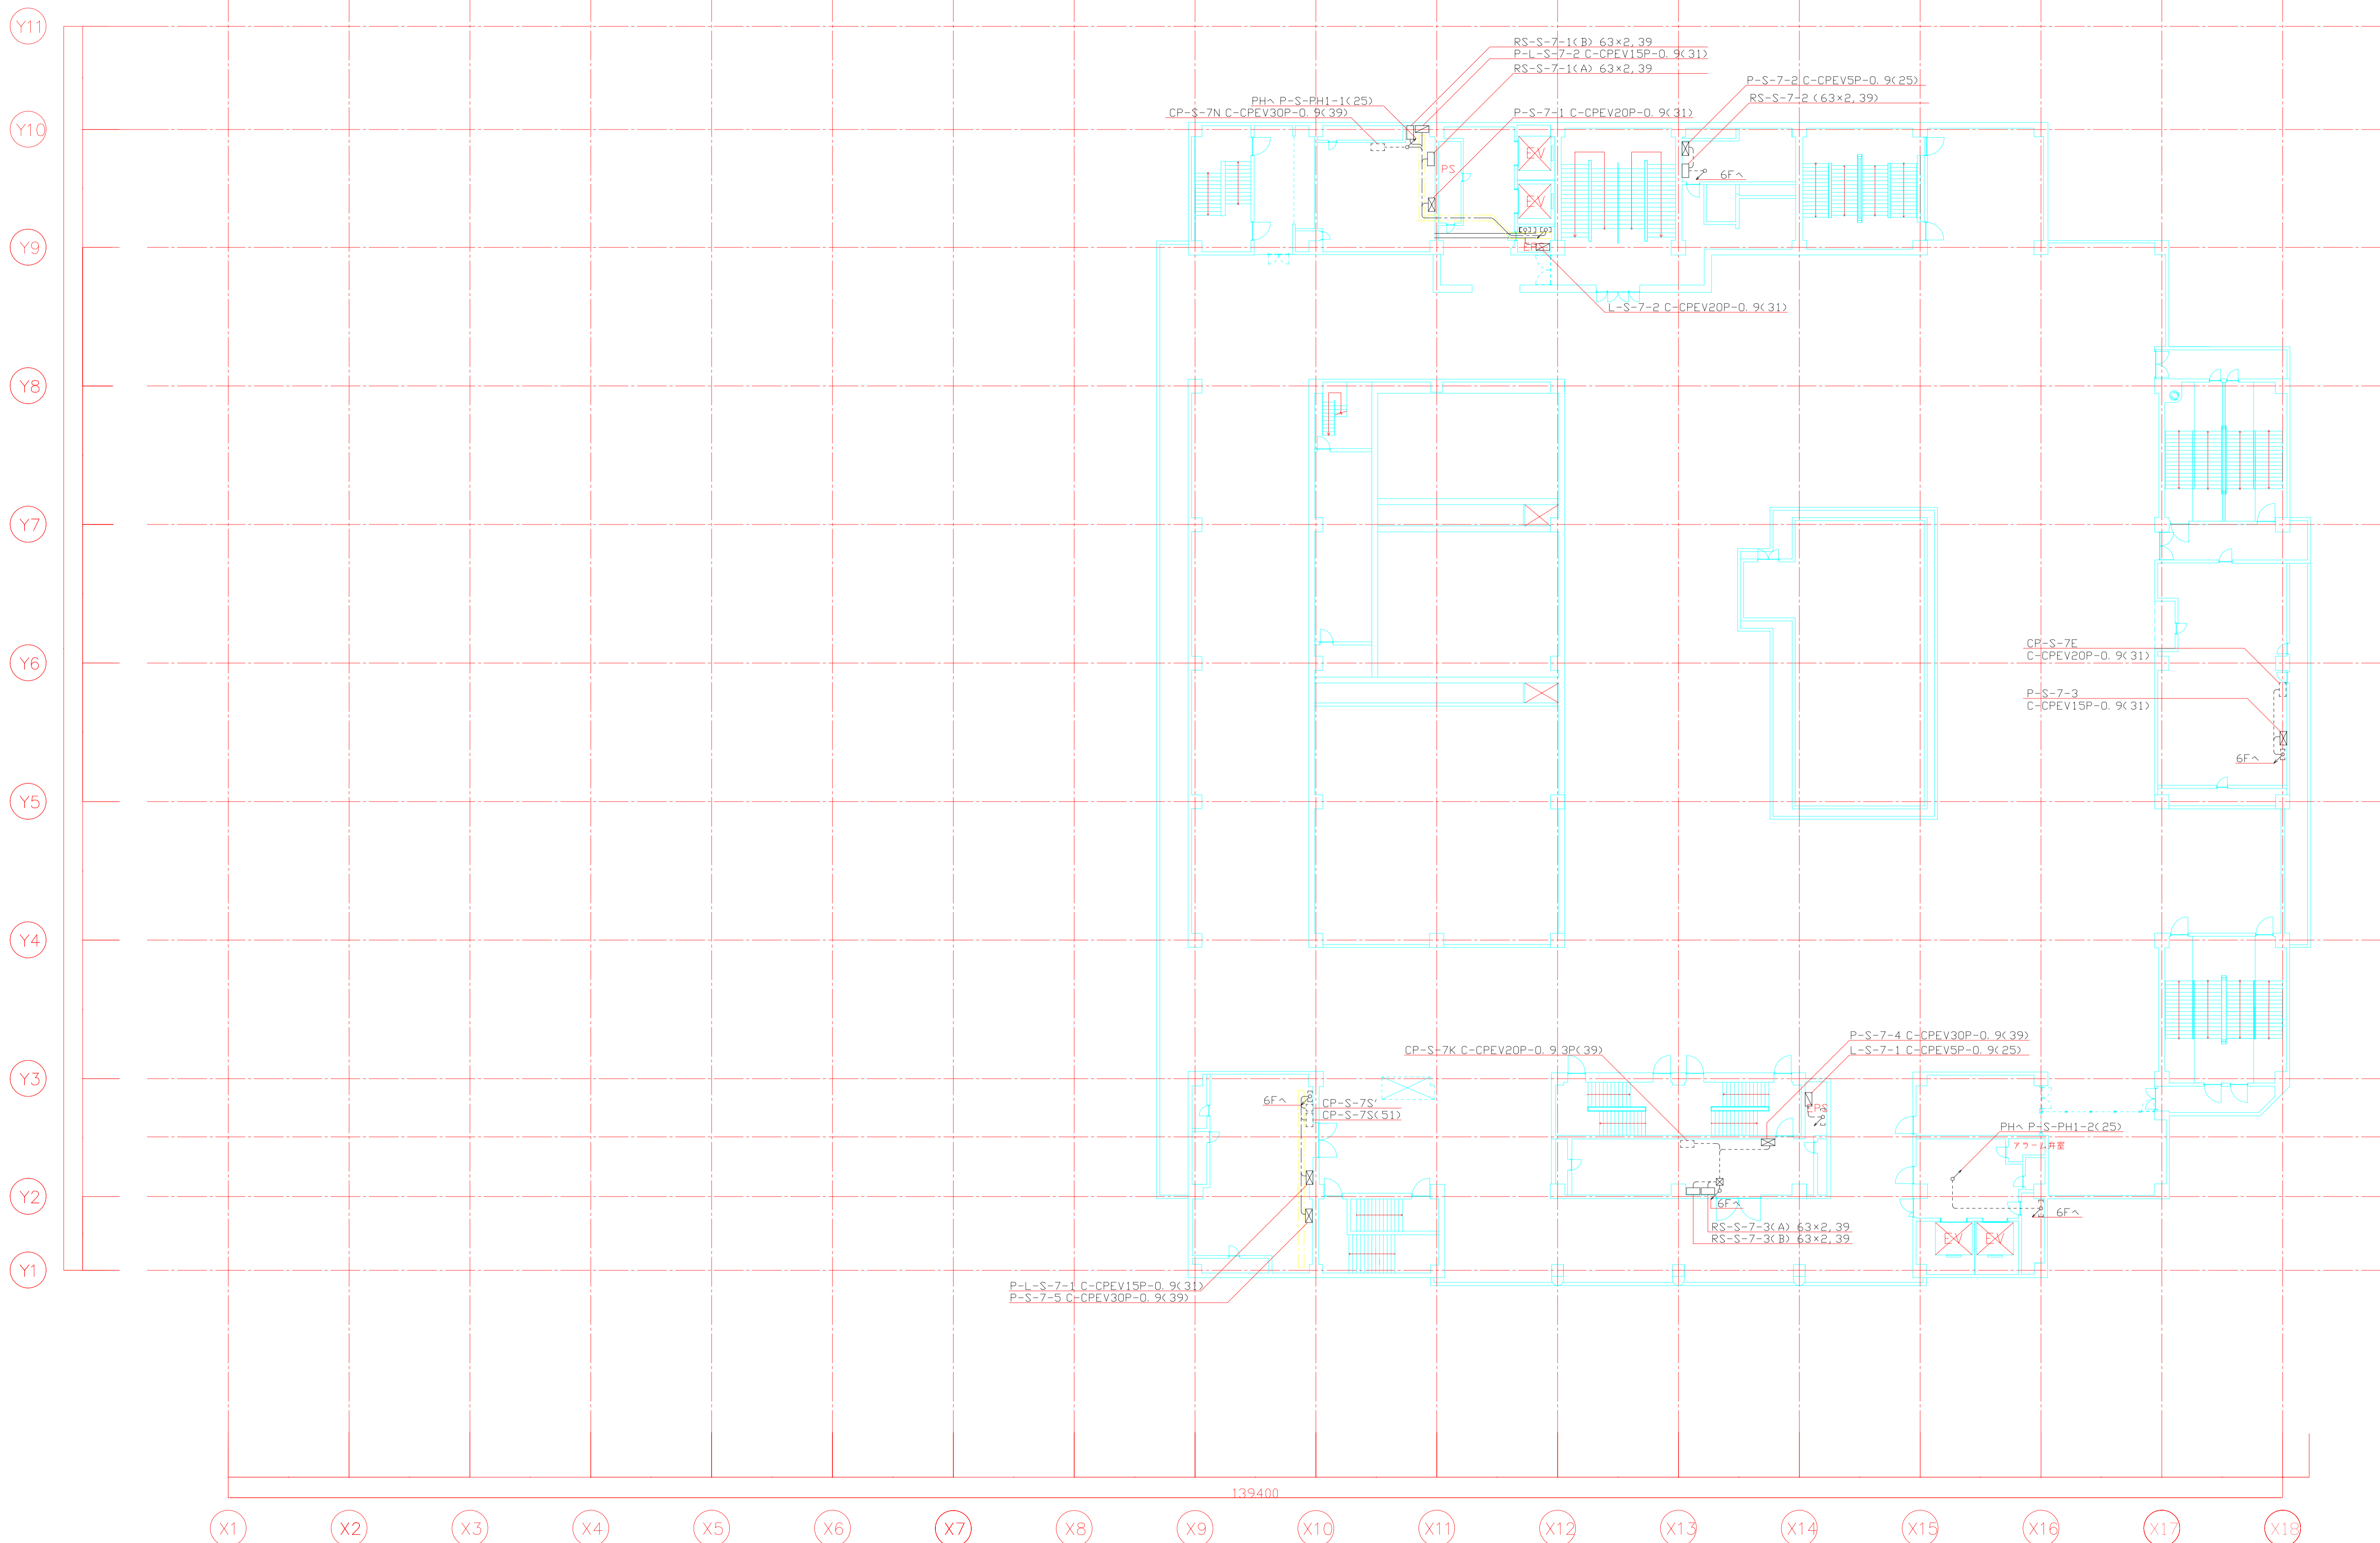 Y11
RS-S-7-1(B) 63×2,39
P-L-S-7-2 C-CPEV15P-0.9(31)
RS-S-7-1(A) 63×2,39
P-S-7-2 C-CPEV5P-0.9(25)
RS-S-7-2 (63×2,39)
PHへ P-S-PH1-1(25)
CP-S-7N C-CPEV30P-0.9(39)
P-S-7-1 C-CPEV20P-0.9(31)
Y10
EV
PS
6Fへ
EV
Y9
L-S-7-2 C-CPEV20P-0.9(31)
Y8
Y7
CP-S-7E
C-CPEV20P-0.9(31)
Y6
P-S-7-3
C-CPEV15P-0.9(31)
6Fへ
Y5
Y4
P-S-7-4 C-CPEV30P-0.9(39)
CP-S-7K C-CPEV20P-0.9 3P(39)
L-S-7-1 C-CPEV5P-0.9(25)
Y3
6Fへ
CP-S-7S'
CP-S-7S(51)
EPS
PHへ P-S-PH1-2(25)
アラーム弁室
Y2
6Fへ
6Fへ
RS-S-7-3(A) 63×2,39
RS-S-7-3(B) 63×2,39
EV
EV
Y1
P-L-S-7-1 C-CPEV15P-0.9(31)
P-S-7-5 C-CPEV30P-0.9(39)
139400
X1 X2 X3 X4 X5 X6 X7 X8 X9 X10 X11 X12 X13 X14 X15 X16 X17 X18